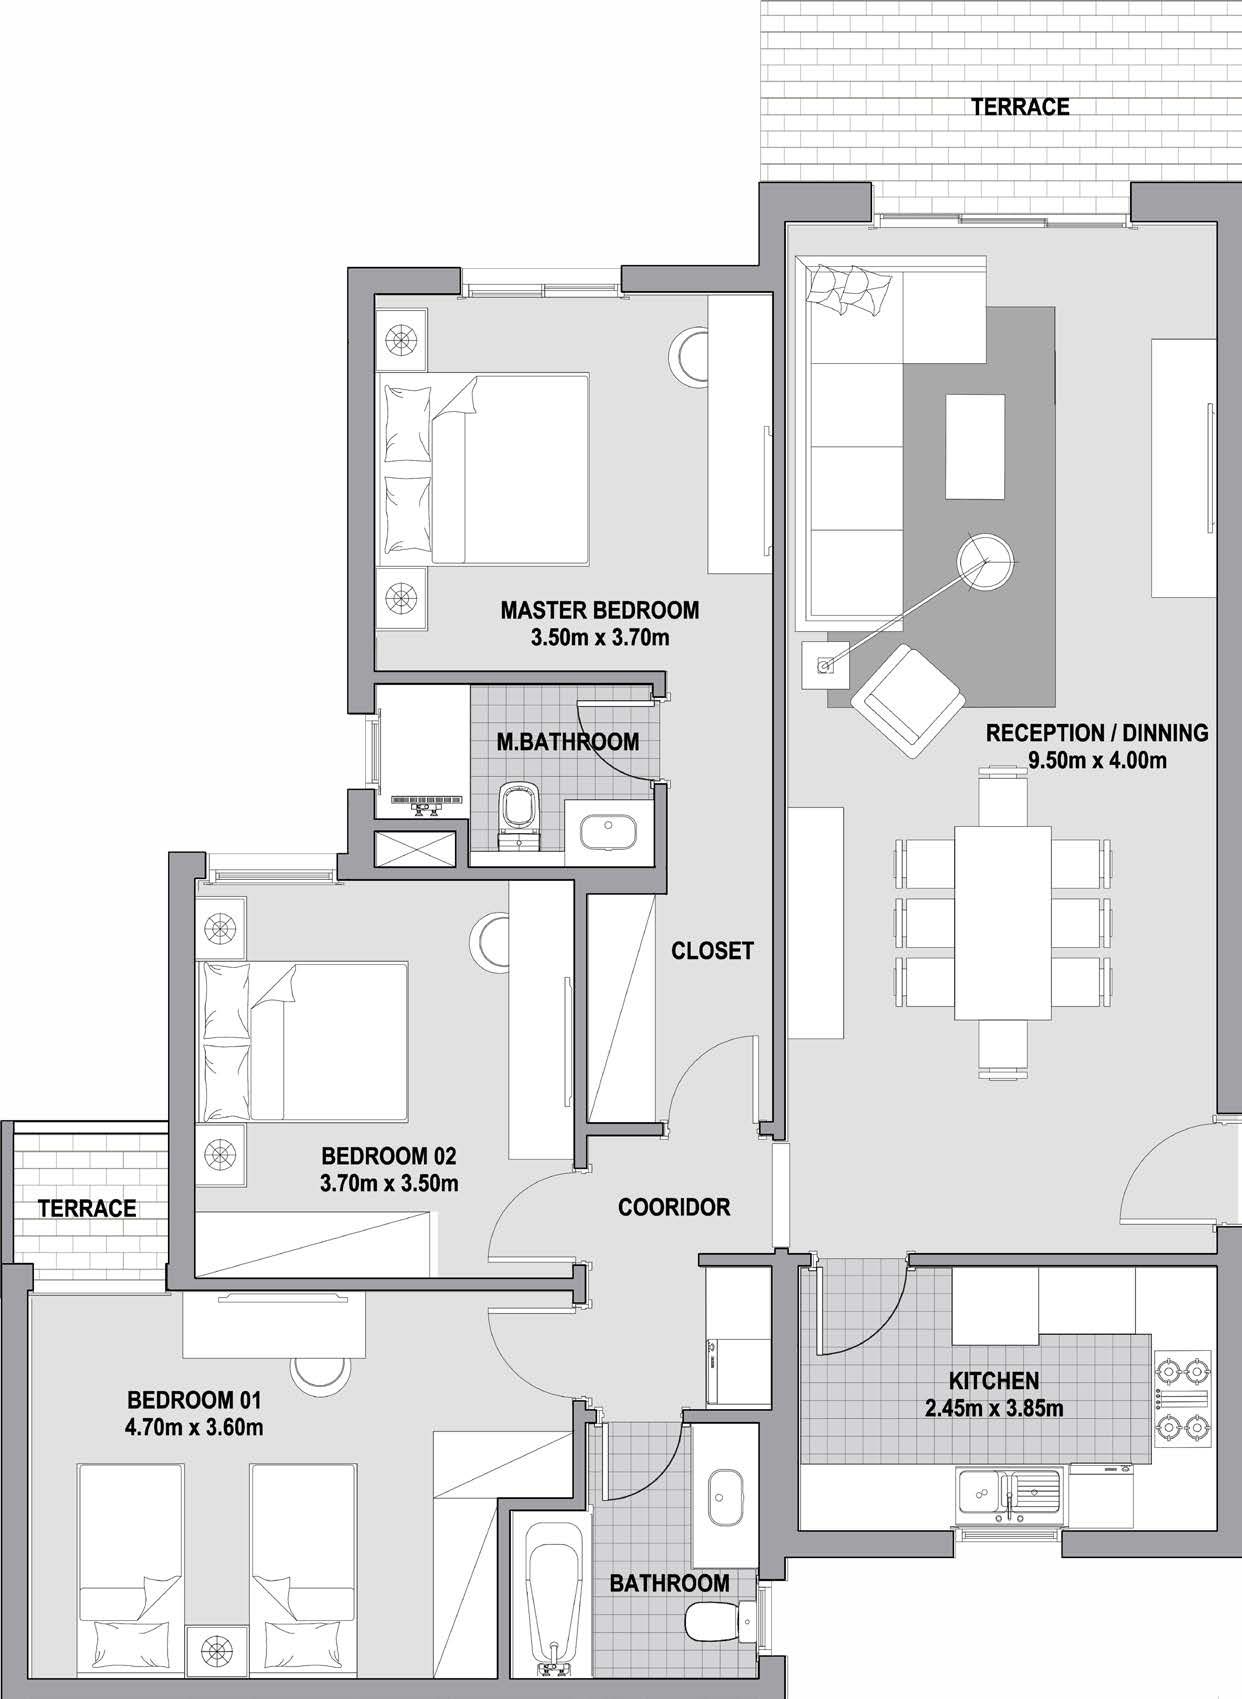 TERRACE
MASTER BEDROOM
3.50m x 3.70m
M.BATHROOM
RECEPTION / DINNING
9.50m x 4.00m
CLOSET
BEDROOM 02
3.70m x 3.50m
TERRACE
COORIDOR
BEDROOM 01
4.70m x 3.60m
KITCHEN
2.45m x 3.85m
BATHROOM